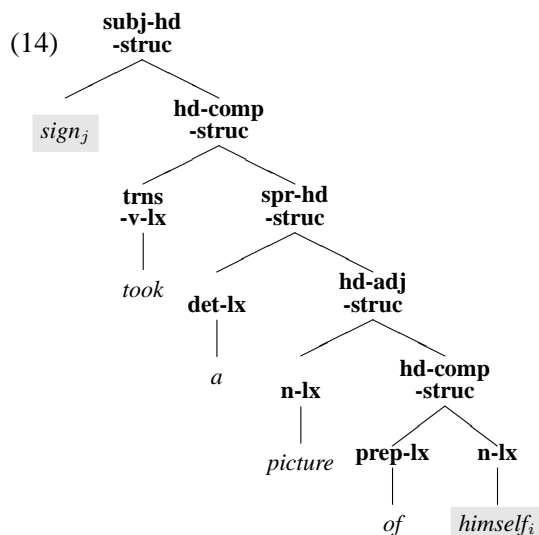 (14)
subj-hd
-struc
sign_j
hd-comp
-struc
trns
-v-lx
spr-hd
-struc
took
det-lx
hd-adj
-struc
a
n-lx
hd-comp
-struc
picture
prep-lx n-lx
of himself_i